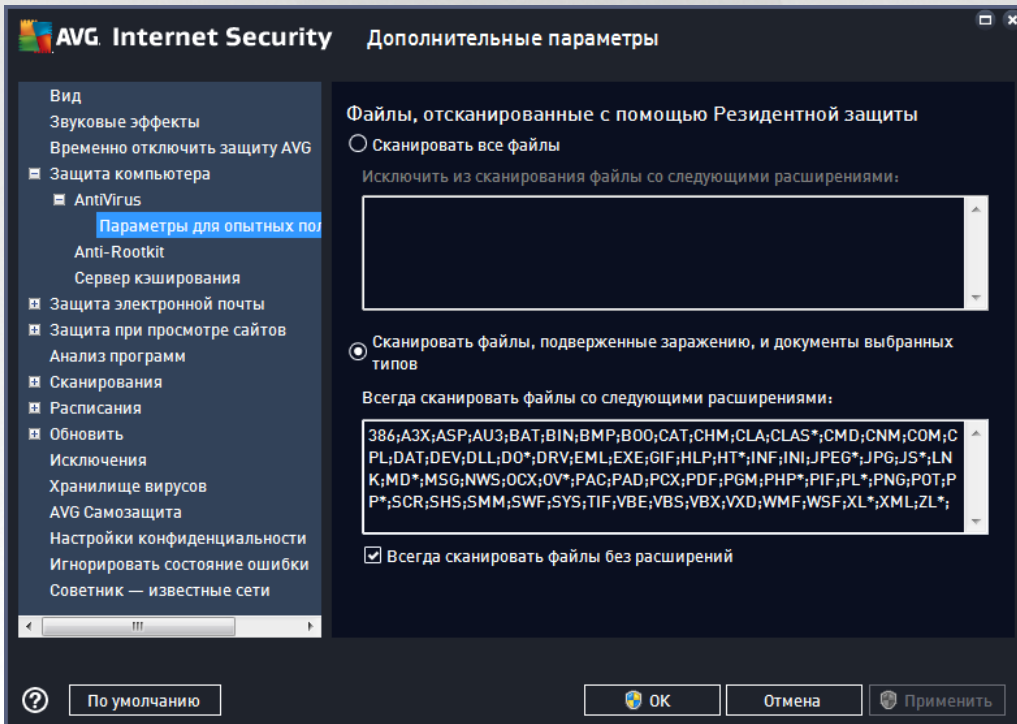 AVG. Internet Security
Дополнительные параметры
Вид
Звуковые эффекты
Временно отключить защиту AVG
Защита компьютера
AntiVirus
Параметры для опытных пол
Anti-Rootkit
Сервер кэширования
Защита электронной почты
Защита при просмотре сайтов
Анализ программ
Сканирования
Расписания
Обновить
Исключения
Хранилище вирусов
AVG Самозащита
Настройки конфиденциальности
Игнорировать состояние ошибки
Советник — известные сети
Файлы, отсканированные с помощью Резидентной защиты
Сканировать все файлы
Исключить из сканирования файлы со следующими расширениями:
Сканировать файлы, подверженные заражению, и документы выбранных
типов
Всегда сканировать файлы со следующими расширениями:
386;A3X;ASP;AU3;BAT;BIN;BMP;BOO;CAT;CHM;CLA;CLAS*;CMD;CNM;COM;C
PL;DAT;DEV;DLL;DO*;DRV;EML;EXE;GIF;HLP;HT*;INF;INI;JPEG*;JPG;JS*;LN
K;MD*;MSG;NWS;OCX;OV*;PAC;PAD;PCX;PDF;PGM;PHP*;PIF;PL*;PNG;POT;P
P*;SCR;SHS;SMM;SWF;SYS;TIF;VBE;VBS;VBX;VXD;WMF;WSF;XL*;XML;ZL*;
Всегда сканировать файлы без расширений
?
По умолчанию
OK
Отмена
Применить